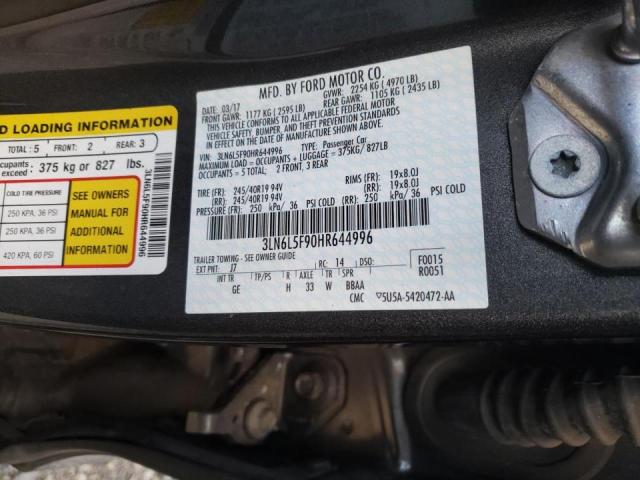 D LOADING INFORMATION
TOTAL : 5 FRONT : 2 REAR : 3
ccupants
exceed : 375 kg or 827 lbs.
COLD TIRE PRESSURE
250 KPA, 36 PSI
250 KPA, 36 PSI
420 KPA, 60 PSI
SEE OWNERS
MANUAL FOR
ADDITIONAL
INFORMATION
3LN6L5F90HR644996
MFD. BY FORD MOTOR CO.
DATE: 03/17 GVWR: 2254 KG ( 4970 LB)
FRONT GAWR: 1177 KG ( 2595 LB) REAR GAWR: 1105 KG ( 2435 LB)
THIS VEHICLE CONFORMS TO ALL APPLICABLE FEDERAL MOTOR
VEHICLE SAFETY, BUMPER, AND THEFT PREVENTION STANDARDS
IN EFFECT ON THE DATE OF MANUFACTURE SHOWN ABOVE.
VIN: 3LN6L5F90HR644996 TYPE: Passenger Car
MAXIMUM LOAD = OCCUPANTS + LUGGAGE = 375KG/ 827LB
OCCUPANTS = 5 TOTAL: 2 FRONT, 3 REAR
TIRE (FR): 245/40R19 94V RIMS (FR): 19x8.0J
(RR): 245/40R19 94V (RR): 19x8.0J
PRESSURE (FR): 250 kPa/ 36 PSI COLD (RR): 250 kPa/ 36 PSI COLD
3LN6L5F90HR644996
TRAILER TOWING - SEE OWNER GUIDE
EXT PNT: J7 RC: 14 DSO: F0015
R0051
INT TR TP/PS R AXLE TR SPR
GE H 33 W BBAA
CMC 5U5A-5420472-AA